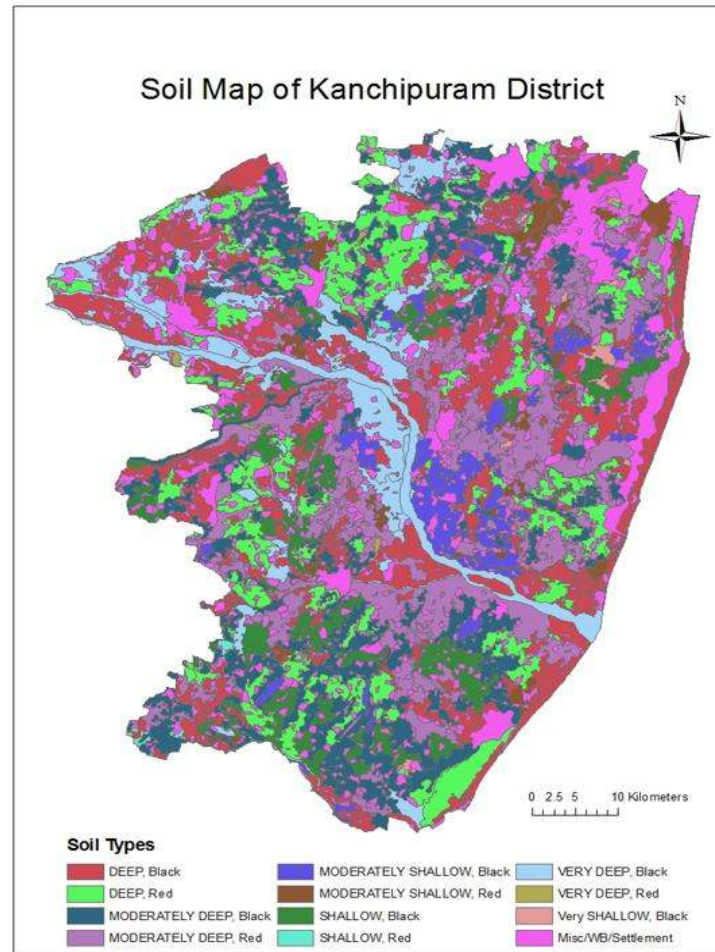 Soil Map of Kanchipuram District
N
0 2.5 5 10 Kilometers
Soil Types
DEEP, Black
DEEP, Red
MODERATELY DEEP, Black
MODERATELY DEEP, Red
MODERATELY SHALLOW, Black
MODERATELY SHALLOW, Red
SHALLOW, Black
SHALLOW, Red
VERY DEEP, Black
VERY DEEP, Red
Very SHALLOW, Black
Misc/WB/Settlement